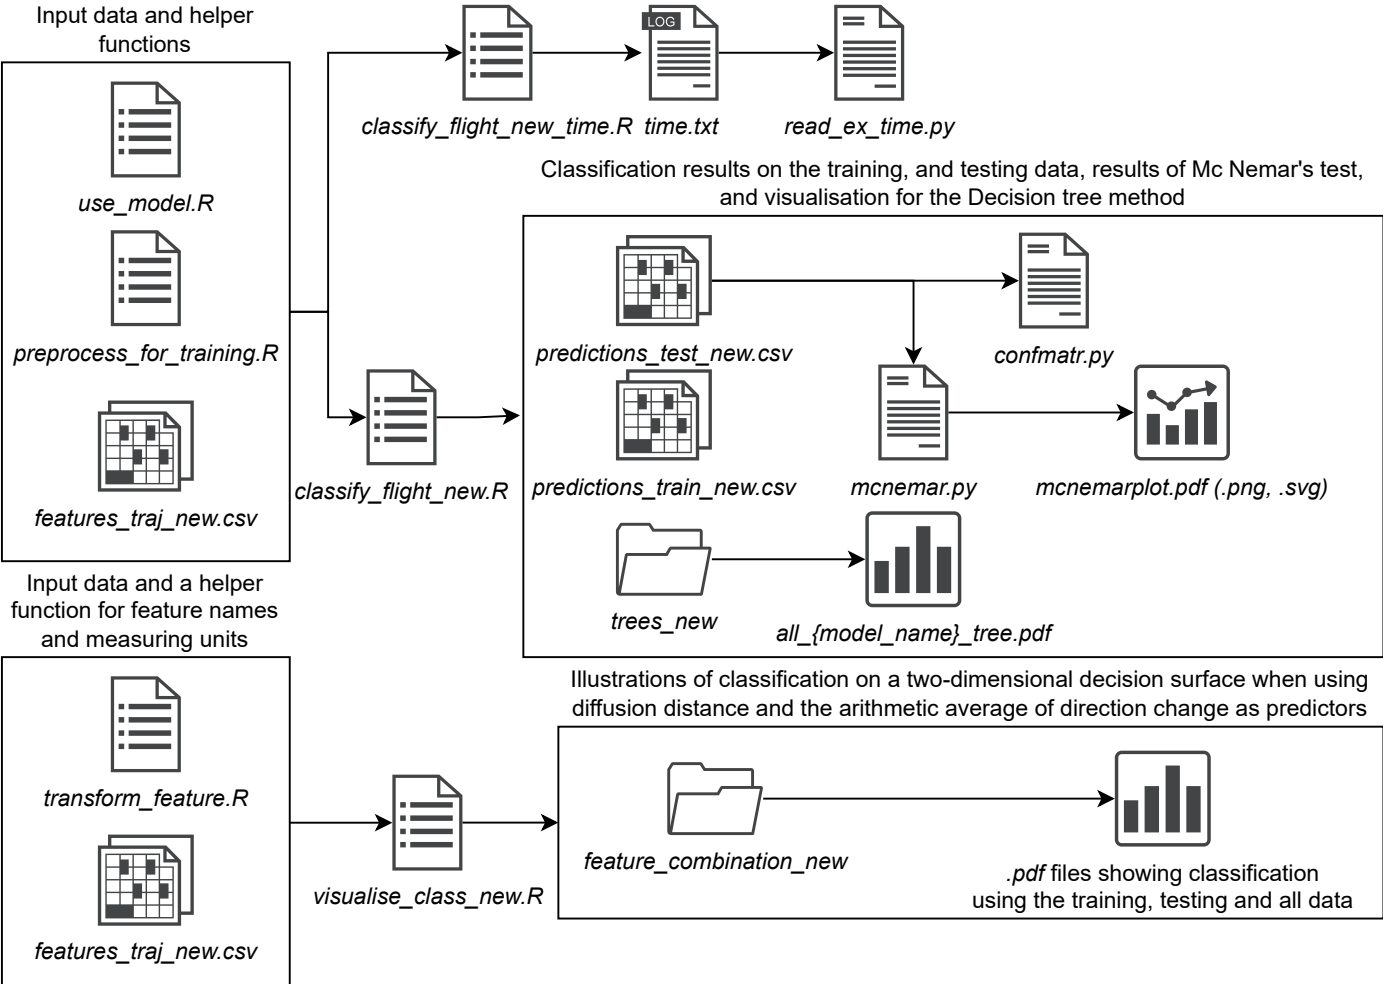 Input data and helper
functions
use_model.R
preprocess_for_training.R
features_traj_new.csv
LOG
classify_flight_new_time.R
time.txt
read_ex_time.py
classify_flight_new.R
Classification results on the training, and testing data, results of Mc Nemar's test,
and visualisation for the Decision tree method
predictions_test_new.csv
confmatr.py
predictions_train_new.csv
mcnemar.py
mcnemarplot.pdf (.png, .svg)
trees_new
all_{model_name}_tree.pdf
Input data and a helper
function for feature names
and measuring units
transform_feature.R
features_traj_new.csv
visualise_class_new.R
Illustrations of classification on a two-dimensional decision surface when using
diffusion distance and the arithmetic average of direction change as predictors
feature_combination_new
.pdf files showing classification
using the training, testing and all data